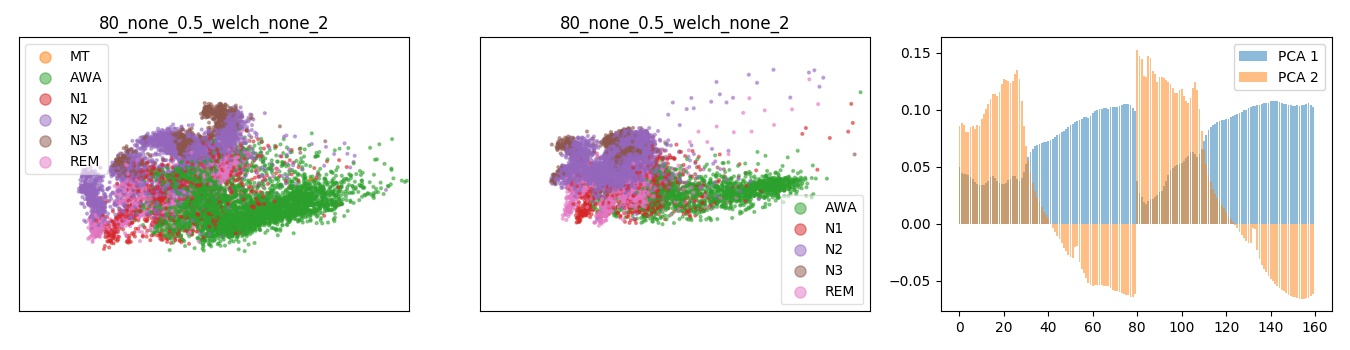 80_none_0.5_welch_none_2
MT
AWA
N1
N2
N3
REM
80_none_0.5_welch_none_2
AWA
N1
N2
N3
REM
0.15
0.10
0.05
0.00
−0.05
PCA 1
PCA 2
0 20 40 60 80 100 120 140 160